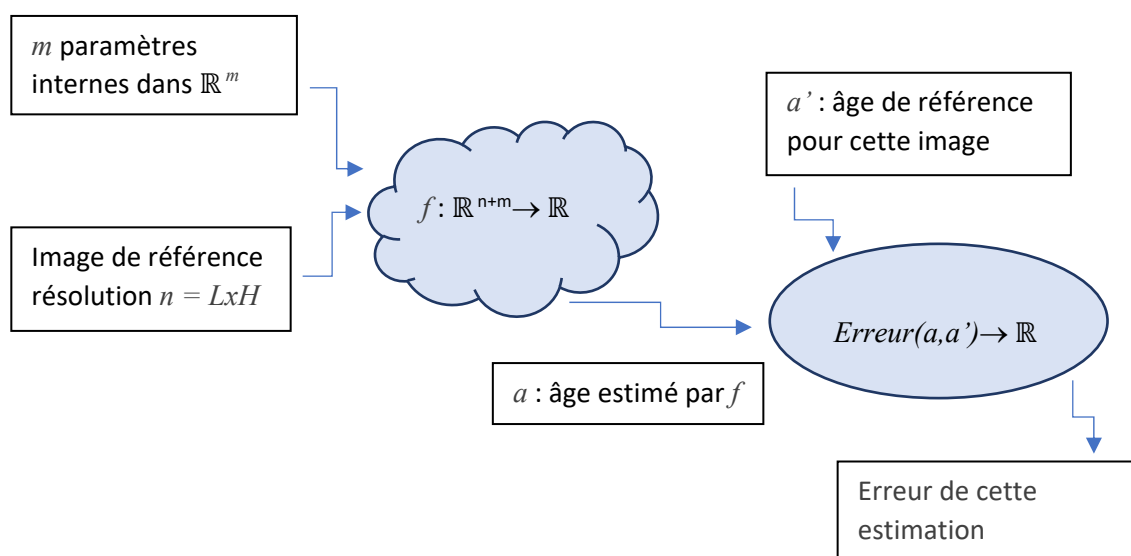 m paramètres
internes dans ℝ m
a’ : âge de référence
pour cette image
f : ℝ n+m → ℝ
Image de référence
résolution n = LxH
Erreur(a,a’)→ ℝ
a : âge estimé par f
Erreur de cette
estimation